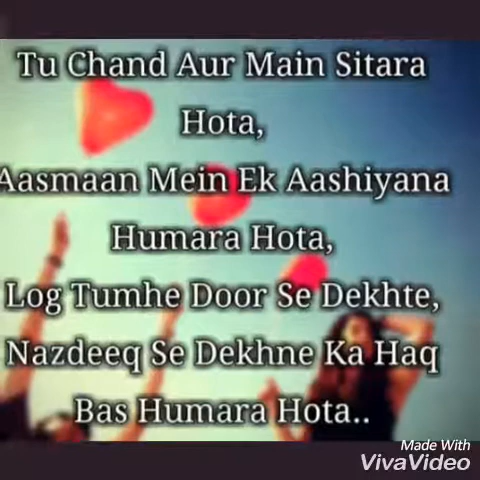 Tu Chand Aur Main Sitara
Hota,
Aasmaan Mein Ek Aashiyana
Humara Hota,
Log Tumhe Door Se Dekhte,
Nazdeeq Se Dekhne Ka Haq
Bas Humara Hota..
Made With
VivaVideo